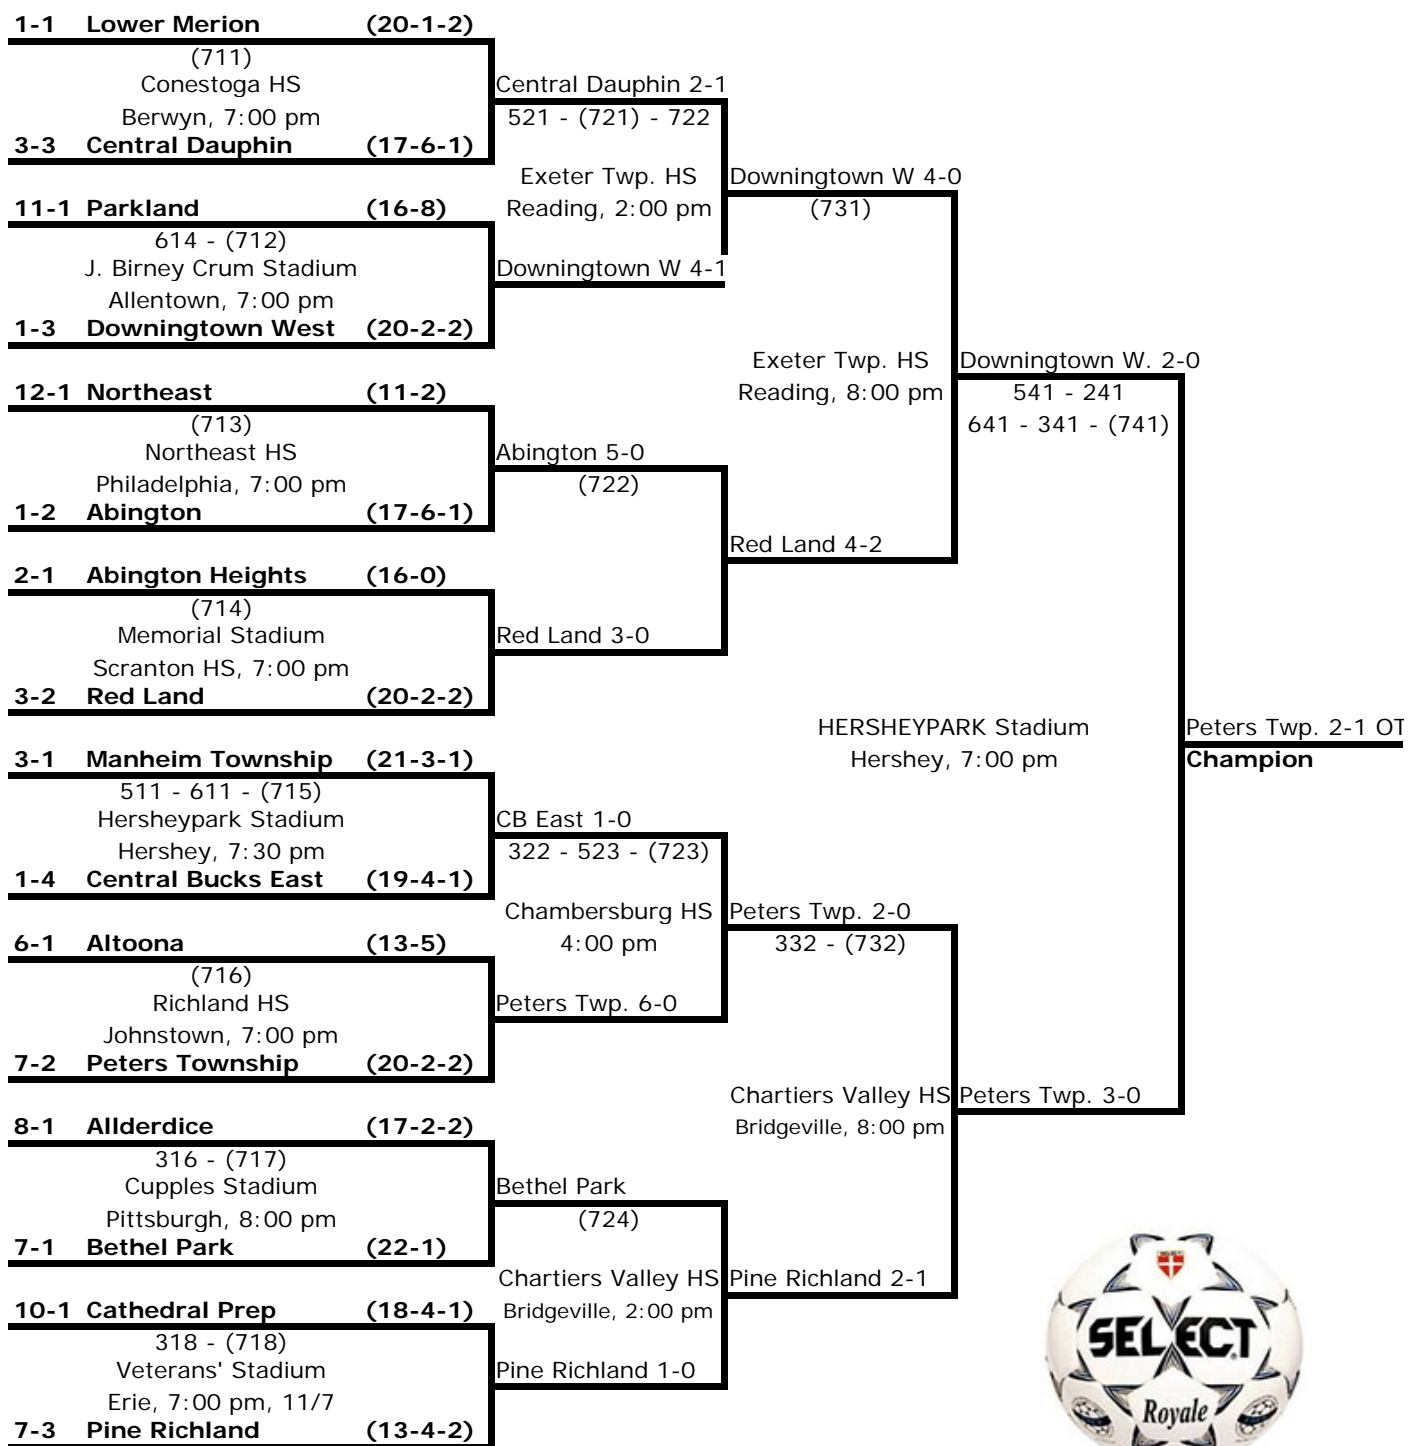 1-1 Lower Merion (20-1-2)
(711)
Conestoga HS
Berwyn, 7:00 pm
3-3 Central Dauphin (17-6-1)
11-1 Parkland (16-8)
614 - (712)
J. Birney Crum Stadium
Allentown, 7:00 pm
1-3 Downingtown West (20-2-2)
12-1 Northeast (11-2)
(713)
Northeast HS
Philadelphia, 7:00 pm
1-2 Abington (17-6-1)
2-1 Abington Heights (16-0)
(714)
Memorial Stadium
Scranton HS, 7:00 pm
3-2 Red Land (20-2-2)
3-1 Manheim Township (21-3-1)
511 - 611 - (715)
Hersheypark Stadium
Hershey, 7:30 pm
1-4 Central Bucks East (19-4-1)
6-1 Altoona (13-5)
(716)
Richland HS
Johnstown, 7:00 pm
7-2 Peters Township (20-2-2)
8-1 Allderdice (17-2-2)
316 - (717)
Cupples Stadium
Pittsburgh, 8:00 pm
7-1 Bethel Park (22-1)
10-1 Cathedral Prep (18-4-1)
318 - (718)
Veterans' Stadium
Erie, 7:00 pm, 11/7
7-3 Pine Richland (13-4-2)
Central Dauphin 2-1
521 - (721) - 722
Exeter Twp. HS
Reading, 2:00 pm
Downingtown W 4-1
Abington 5-0
(722)
Red Land 3-0
CB East 1-0
322 - 523 - (723)
Chambersburg HS
4:00 pm
Peters Twp. 6-0
Bethel Park
(724)
Chartiers Valley HS
Bridgeville, 2:00 pm
Pine Richland 1-0
Downingtown W 4-0
(731)
Exeter Twp. HS
Reading, 8:00 pm
Red Land 4-2
Peters Twp. 2-0
332 - (732)
Chartiers Valley HS
Bridgeville, 8:00 pm
Pine Richland 2-1
Downingtown W. 2-0
541 - 241
641 - 341 - (741)
HERSHEYPARK Stadium
Hershey, 7:00 pm
Peters Twp. 3-0
Peters Twp. 2-1 OT
Champion
SELECT
Royale